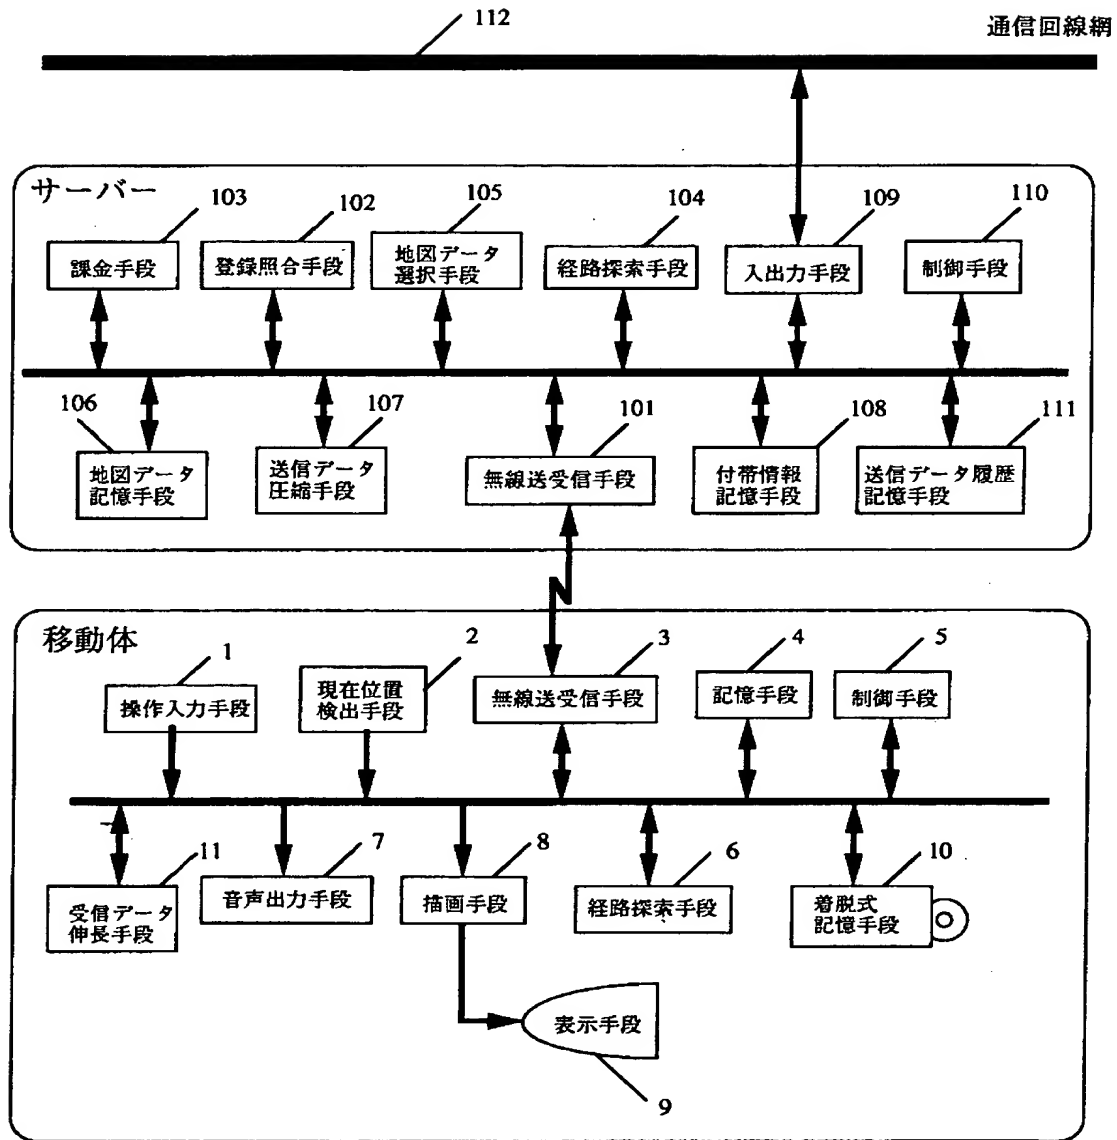 112
通信回線網
サーバー
103
102
105
104
109
110
課金手段
登録照合手段
地図データ
選択手段
経路探索手段
入出力手段
制御手段
106
107
101
108
111
地図データ
記憶手段
送信データ
圧縮手段
無線送受信手段
付帯情報
記憶手段
送信データ履歴
記憶手段
移動体
1
2
3
4
5
操作入力手段
現在位置
検出手段
無線送受信手段
記憶手段
制御手段
11
7
8
6
10
受信データ
伸長手段
音声出力手段
描画手段
経路探索手段
着脱式
記憶手段
表示手段
9